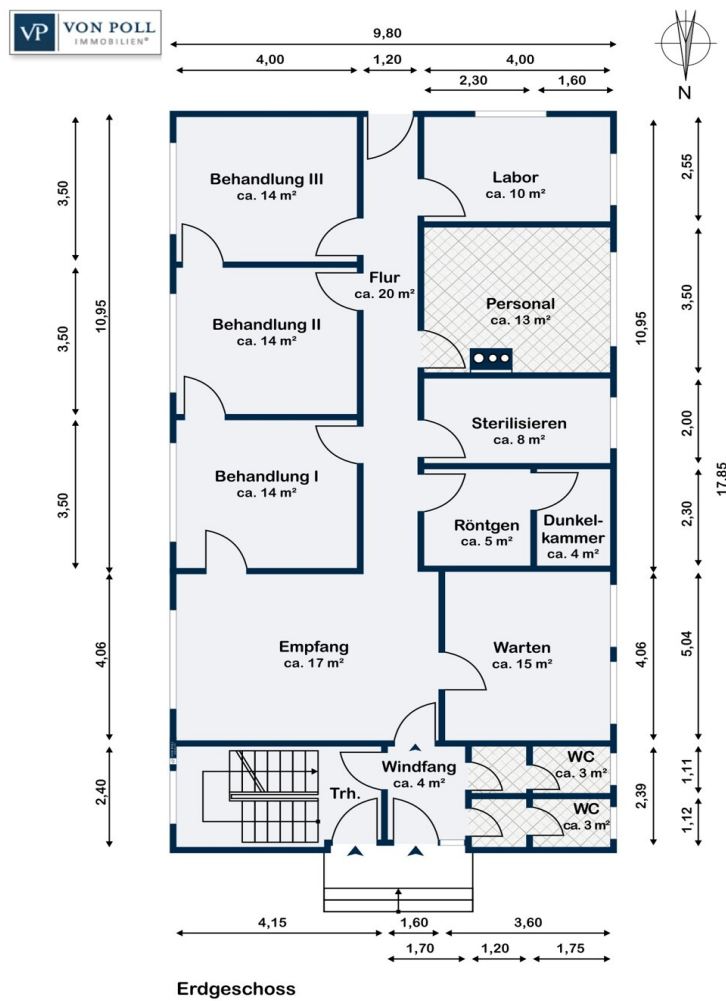 VP VON POLL
IMMOBILIEN®
N
9,80
4,00 1,20 4,00
2,30 1,60
Behandlung III
ca. 14 m²
Labor
ca. 10 m²
Flur
ca. 20 m²
Behandlung II
ca. 14 m²
Personal
ca. 13 m²
Sterilisieren
ca. 8 m²
Behandlung I
ca. 14 m²
Röntgen
ca. 5 m²
Dunkel-
kammer
ca. 4 m²
Empfang
ca. 17 m²
Warten
ca. 15 m²
Windfang
ca. 4 m²
Trh.
WC
ca. 3 m²
WC
ca. 3 m²
3,50
3,50
3,50
10,95
4,06
2,40
2,55
3,50
2,00
2,30
10,95
17,85
4,06
5,04
2,39
1,11
1,12
4,15 1,60 3,60
1,70 1,20 1,75
Erdgeschoss